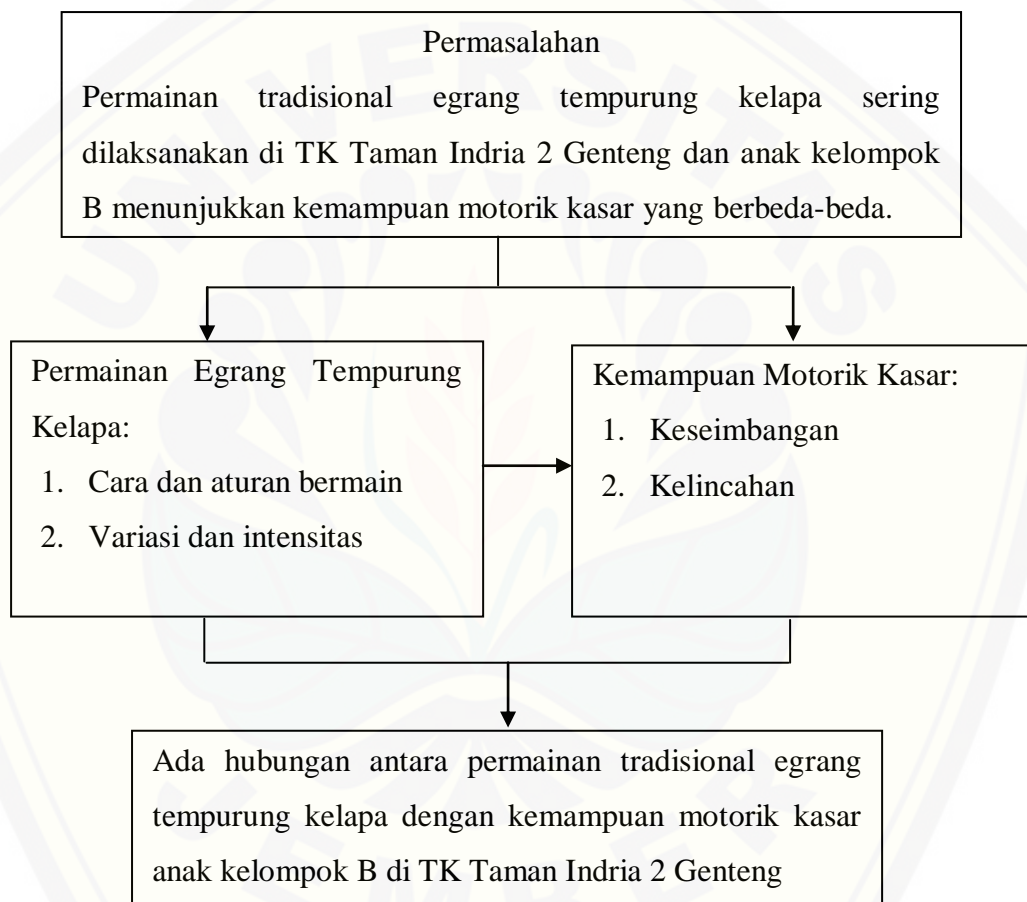 Permasalahan
Permainan tradisional egrang tempurung kelapa sering
dilaksanakan di TK Taman Indria 2 Genteng dan anak kelompok
B menunjukkan kemampuan motorik kasar yang berbeda-beda.
Permainan Egrang Tempurung
Kelapa:
1. Cara dan aturan bermain
2. Variasi dan intensitas
Kemampuan Motorik Kasar:
1. Keseimbangan
2. Kelincahan
Ada hubungan antara permainan tradisional egrang
tempurung kelapa dengan kemampuan motorik kasar
anak kelompok B di TK Taman Indria 2 Genteng
UNIVERSITAS
JEMBER